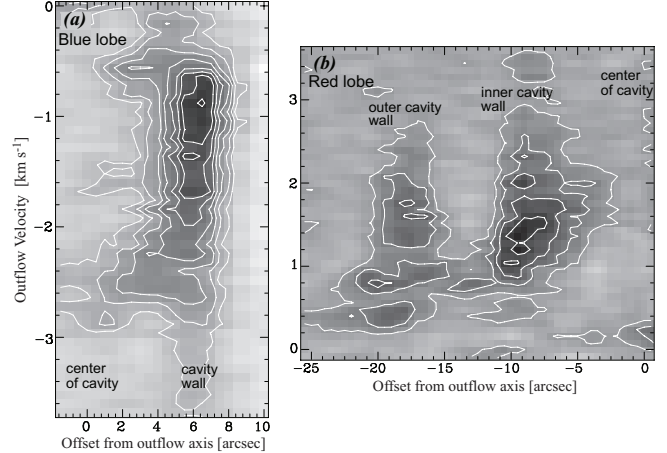 (a)
Blue lobe
0
−1
−2
−3
Outflow Velocity [km s⁻¹]
center
of cavity
cavity
wall
0 2 4 6 8 10
Offset from outflow axis [arcsec]
(b)
Red lobe
outer cavity
wall
inner cavity
wall
center
of cavity
3
2
1
0
−25 −20 −15 −10 −5 0
Offset from outflow axis [arcsec]